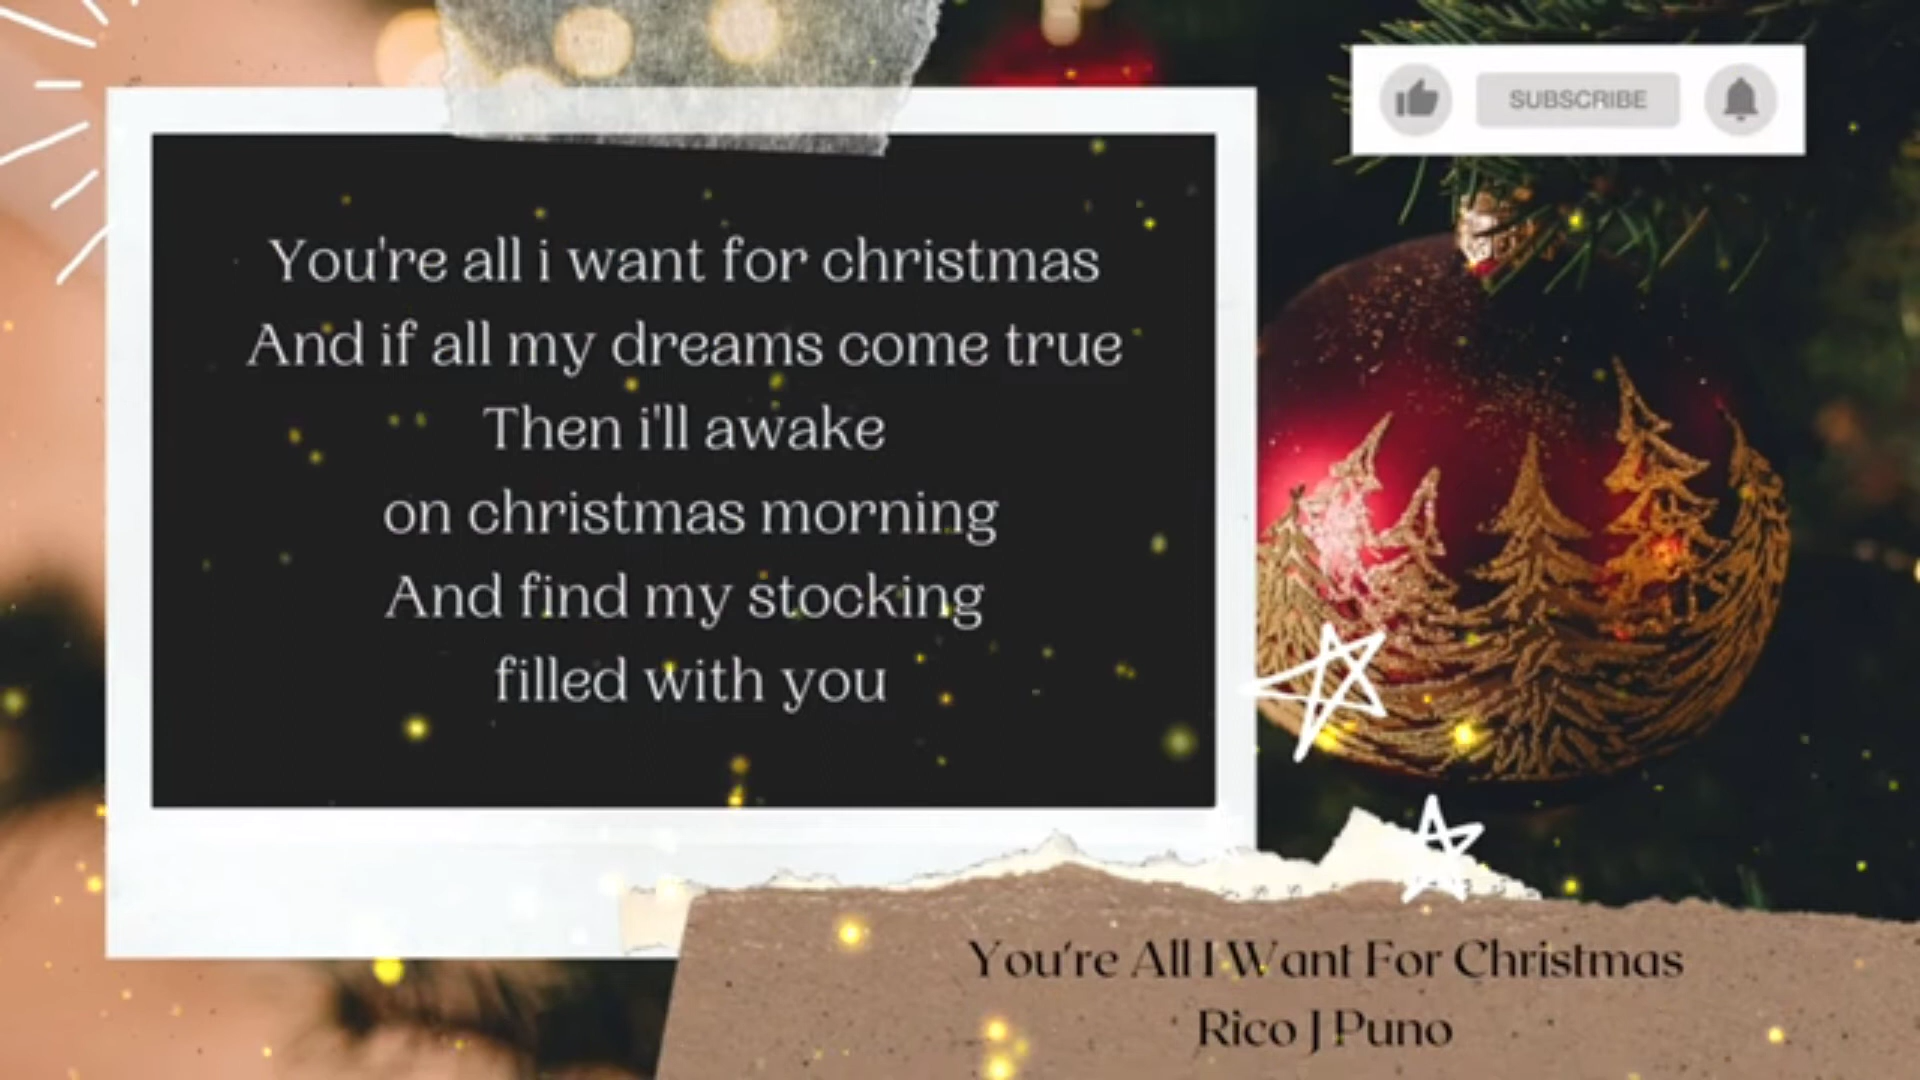 SUBSCRIBE
You're all i want for christmas
And if all my dreams come true
Then i'll awake
on christmas morning
And find my stocking
filled with you
You're All I Want For Christmas
Rico J Puno